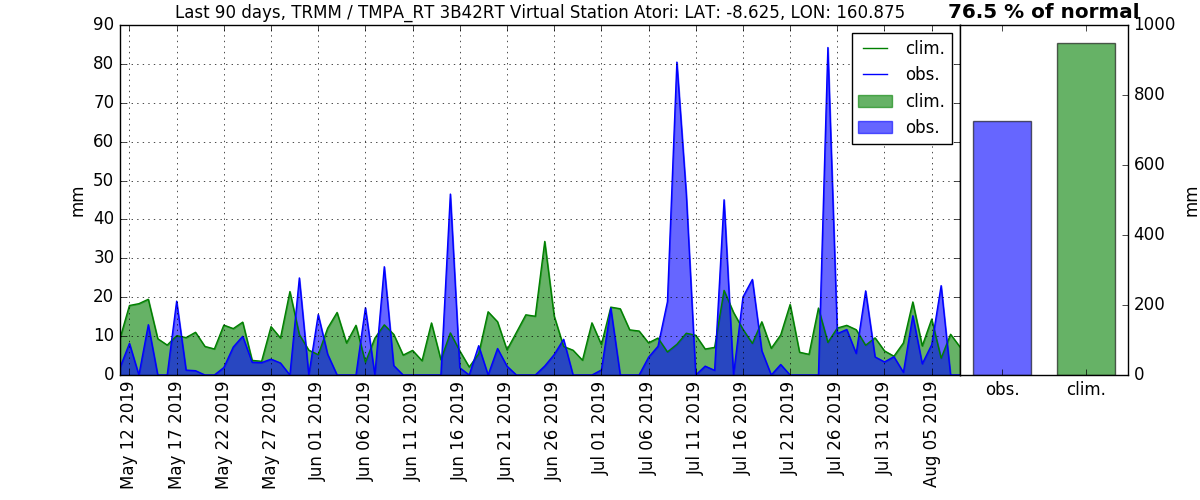 Last 90 days, TRMM / TMPA_RT 3B42RT Virtual Station Atori: LAT: -8.625, LON: 160.875
76.5 % of normal
90
80
70
60
50
40
30
20
10
0
mm
clim.
obs.
clim.
obs.
May 12 2019
May 17 2019
May 22 2019
May 27 2019
Jun 01 2019
Jun 06 2019
Jun 11 2019
Jun 16 2019
Jun 21 2019
Jun 26 2019
Jul 01 2019
Jul 06 2019
Jul 11 2019
Jul 16 2019
Jul 21 2019
Jul 26 2019
Jul 31 2019
Aug 05 2019
1000
800
600
400
200
0
mm
obs.
clim.